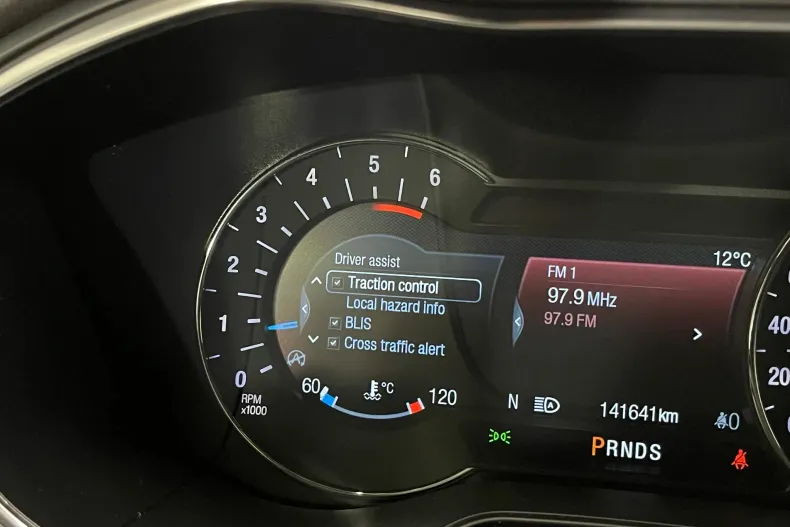 0
1
2
3
4
5
6
RPM
x1000
Driver assist
Traction control
Local hazard info
BLIS
Cross traffic alert
60
°C
120
12°C
FM 1
97.9 MHz
97.9 FM
N
A
141641km
0
PRNDS
40
20
A